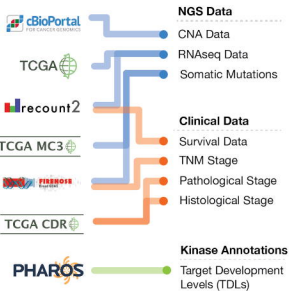 cBioPortal
FOR CANCER GENOMICS
TCGA
recount2
TCGA MC3
FIREHOSE
TCGA CDR
PHAROS
NGS Data
CNA Data
RNAseq Data
Somatic Mutations
Clinical Data
Survival Data
TNM Stage
Pathological Stage
Histological Stage
Kinase Annotations
Target Development
Levels (TDLs)